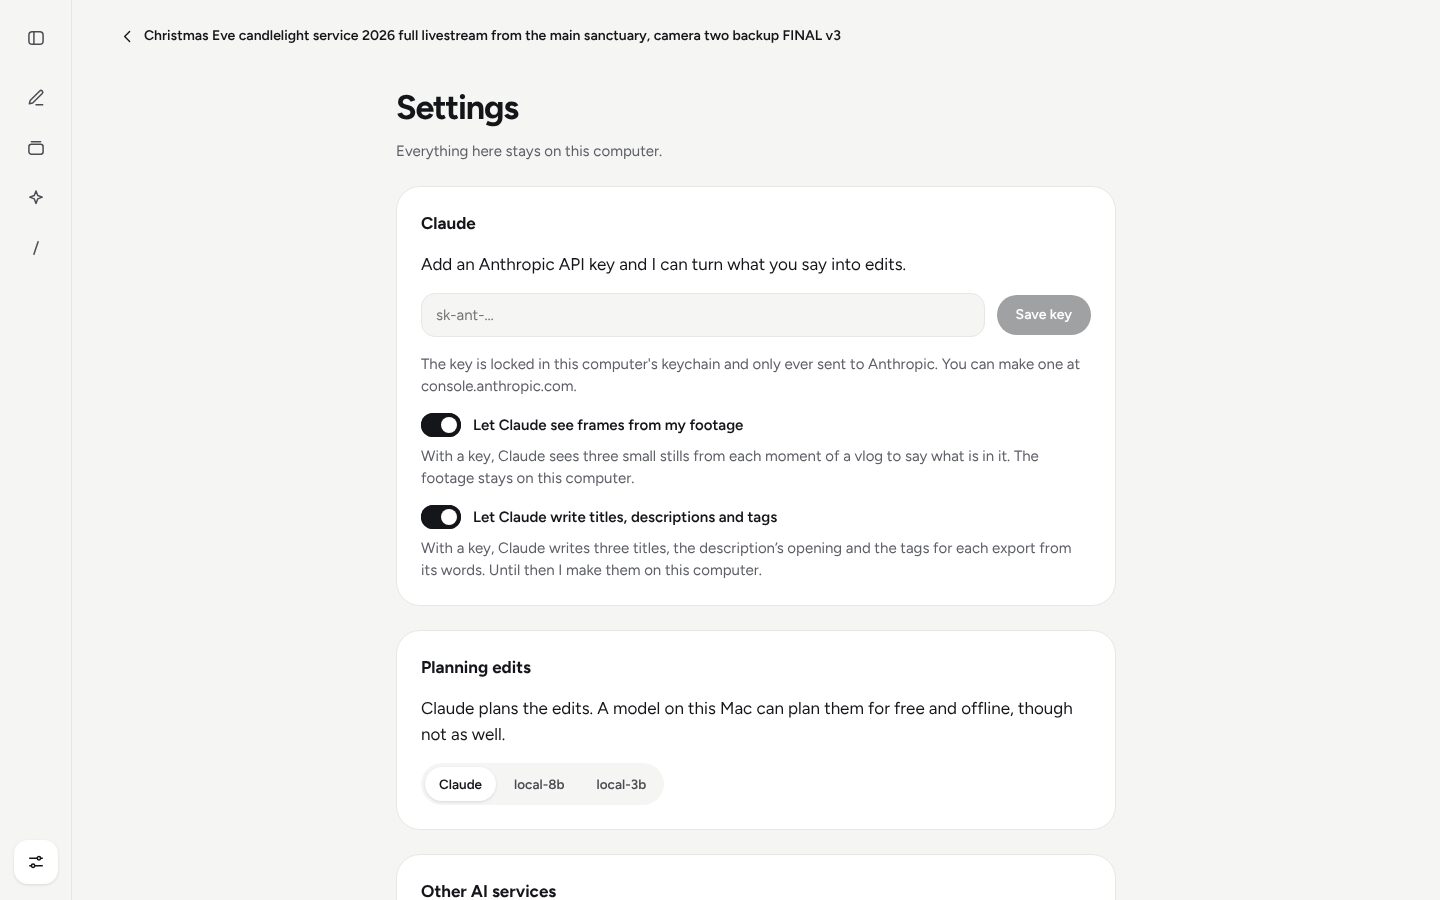 Christmas Eve candlelight service 2026 full livestream from the main sanctuary, camera two backup FINAL v3
Settings
Everything here stays on this computer.
Claude
Add an Anthropic API key and I can turn what you say into edits.
sk-ant-...
Save key
The key is locked in this computer's keychain and only ever sent to Anthropic. You can make one at
console.anthropic.com.
Let Claude see frames from my footage
With a key, Claude sees three small stills from each moment of a vlog to say what is in it. The
footage stays on this computer.
Let Claude write titles, descriptions and tags
With a key, Claude writes three titles, the description’s opening and the tags for each export from
its words. Until then I make them on this computer.
Planning edits
Claude plans the edits. A model on this Mac can plan them for free and offline, though
not as well.
Claude
local-8b
local-3b
Other AI services